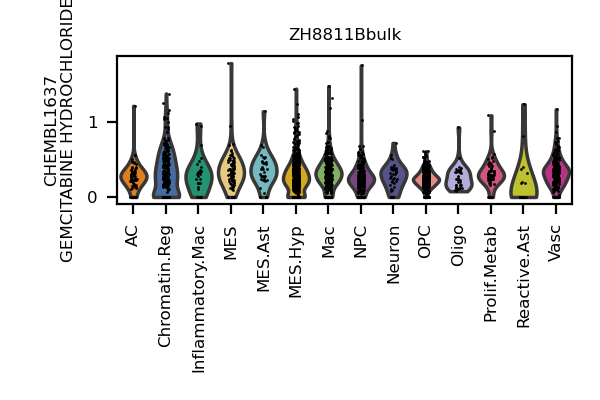 ZH8811Bbulk
CHEMBL1637
GEMCITABINE HYDROCHLORIDE
1
0
AC
Chromatin.Reg
Inflammatory.Mac
MES
MES.Ast
MES.Hyp
Mac
NPC
Neuron
OPC
Oligo
Prolif.Metab
Reactive.Ast
Vasc